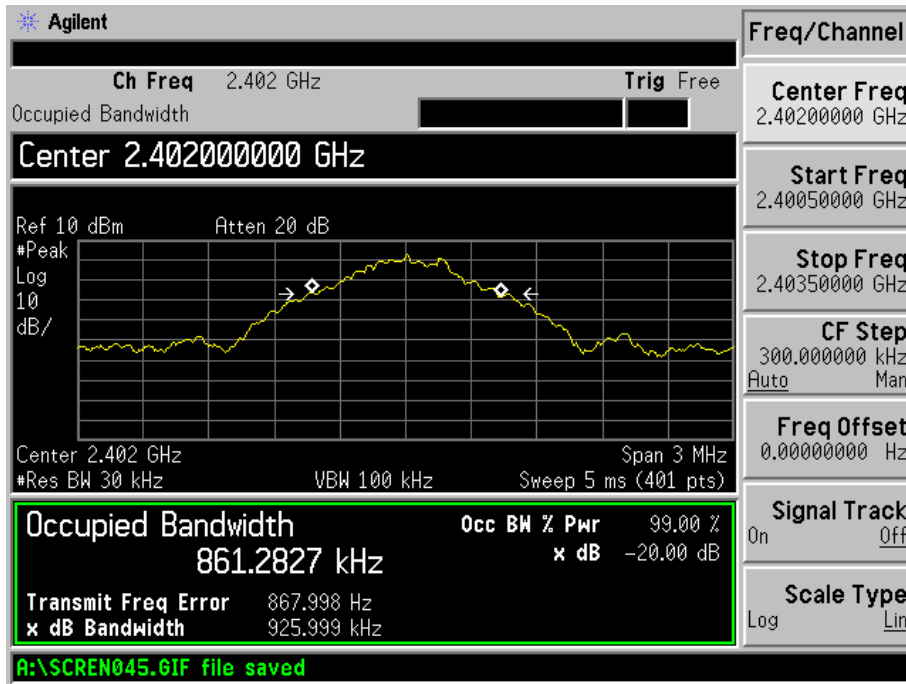 Agilent
Freq/Channel
Ch Freq 2.402 GHz Trig Free
Occupied Bandwidth
Center 2.402000000 GHz
Ref 10 dBm Atten 20 dB
#Peak
Log
10
dB/
Center 2.402 GHz Span 3 MHz
#Res BW 30 kHz VBW 100 kHz Sweep 5 ms (401 pts)
Occupied Bandwidth Occ BW % Pwr 99.00 %
861.2827 kHz x dB -20.00 dB
Transmit Freq Error 867.998 Hz
x dB Bandwidth 925.999 kHz
A:\SCREN045.GIF file saved
Center Freq
2.40200000 GHz
Start Freq
2.40050000 GHz
Stop Freq
2.40350000 GHz
CF Step
300.000000 kHz
Auto Man
Freq Offset
0.00000000 Hz
Signal Track
On Off
Scale Type
Log Lin